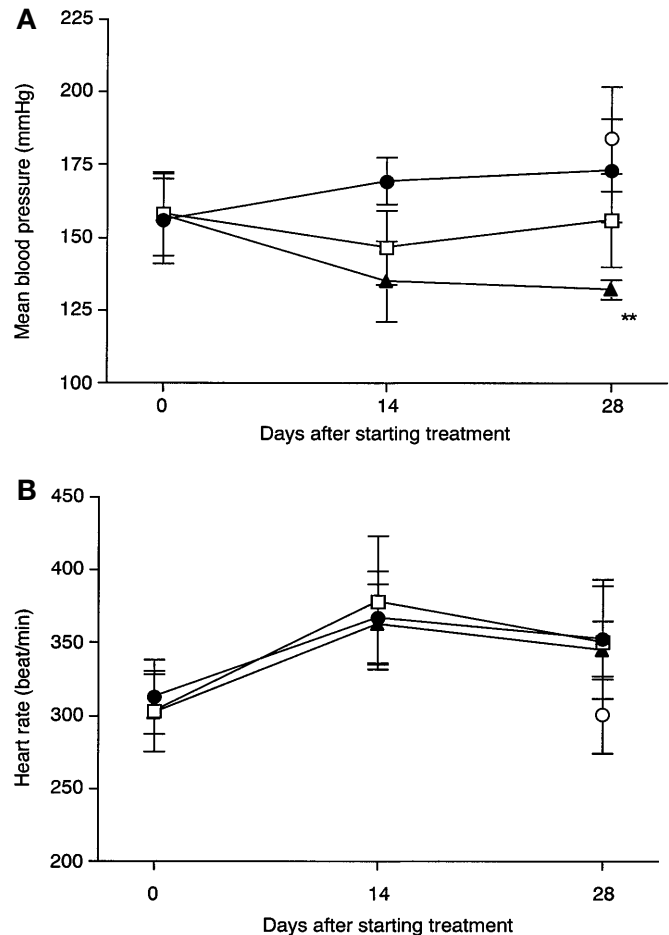 A
225
200
175
150
125
100
Mean blood pressure (mmHg)
**
0 14 28
Days after starting treatment
B
450
400
350
300
250
200
Heart rate (beat/min)
0 14 28
Days after starting treatment